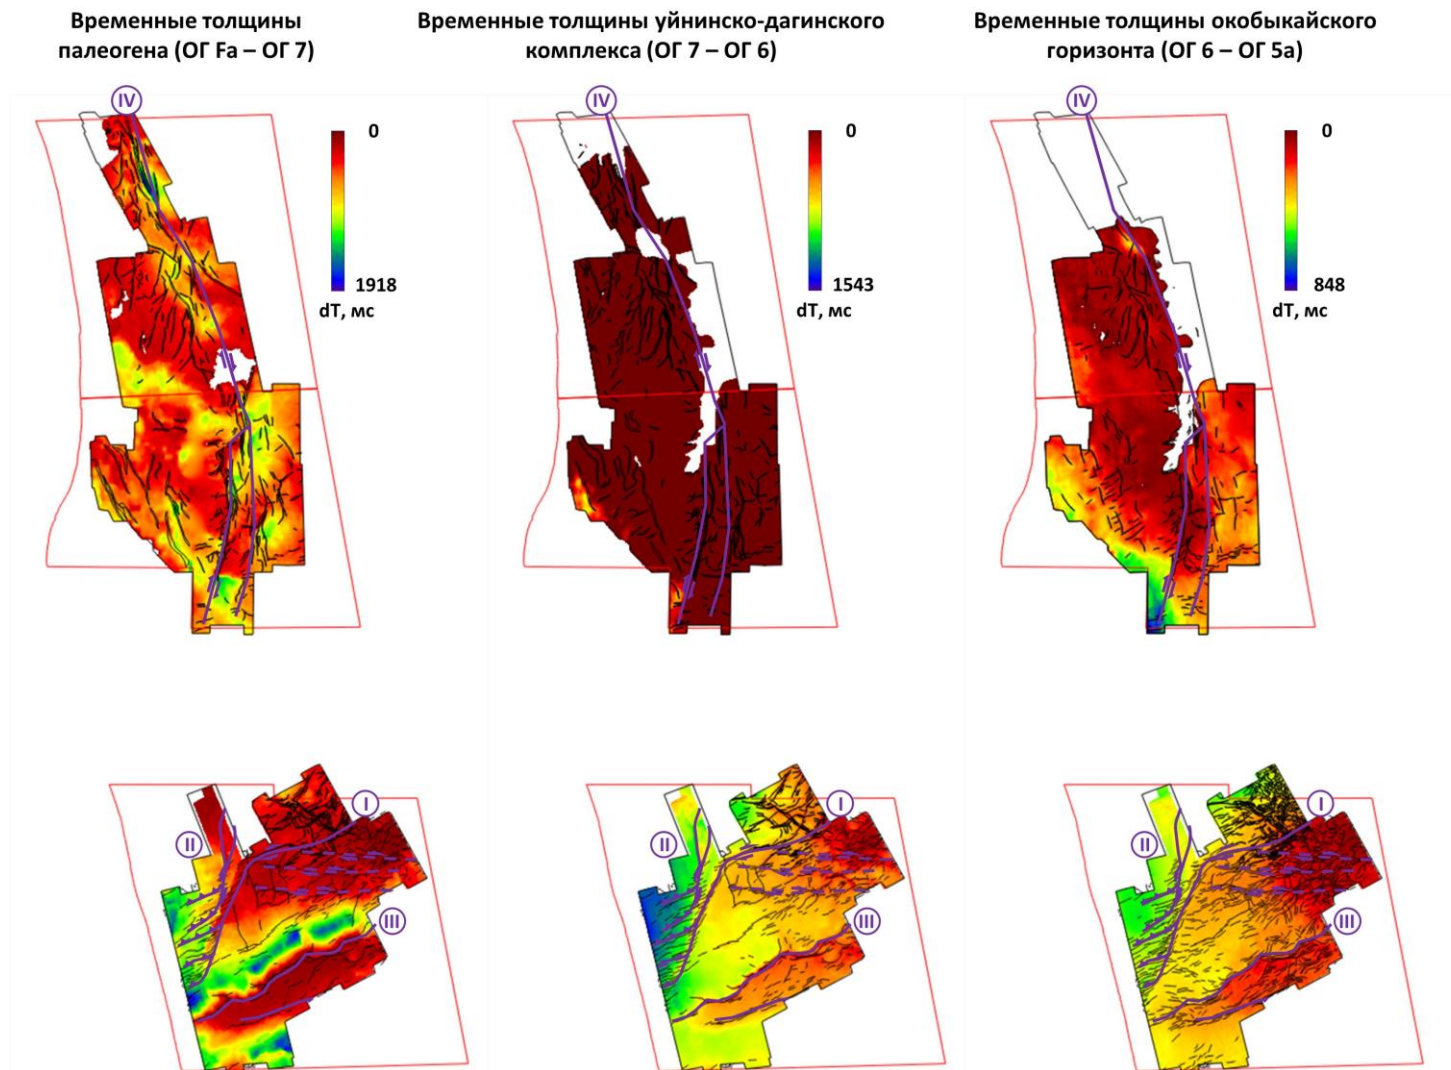 Временные толщины
палеогена (ОГ Fa – ОГ 7)
Временные толщины уйнинско-дагинского
комплекса (ОГ 7 – ОГ 6)
Временные толщины окобыкайского
горизонта (ОГ 6 – ОГ 5а)
IV
0
1918
dT, мс
IV
0
1543
dT, мс
IV
0
848
dT, мс
I
II
III
I
II
III
I
II
III